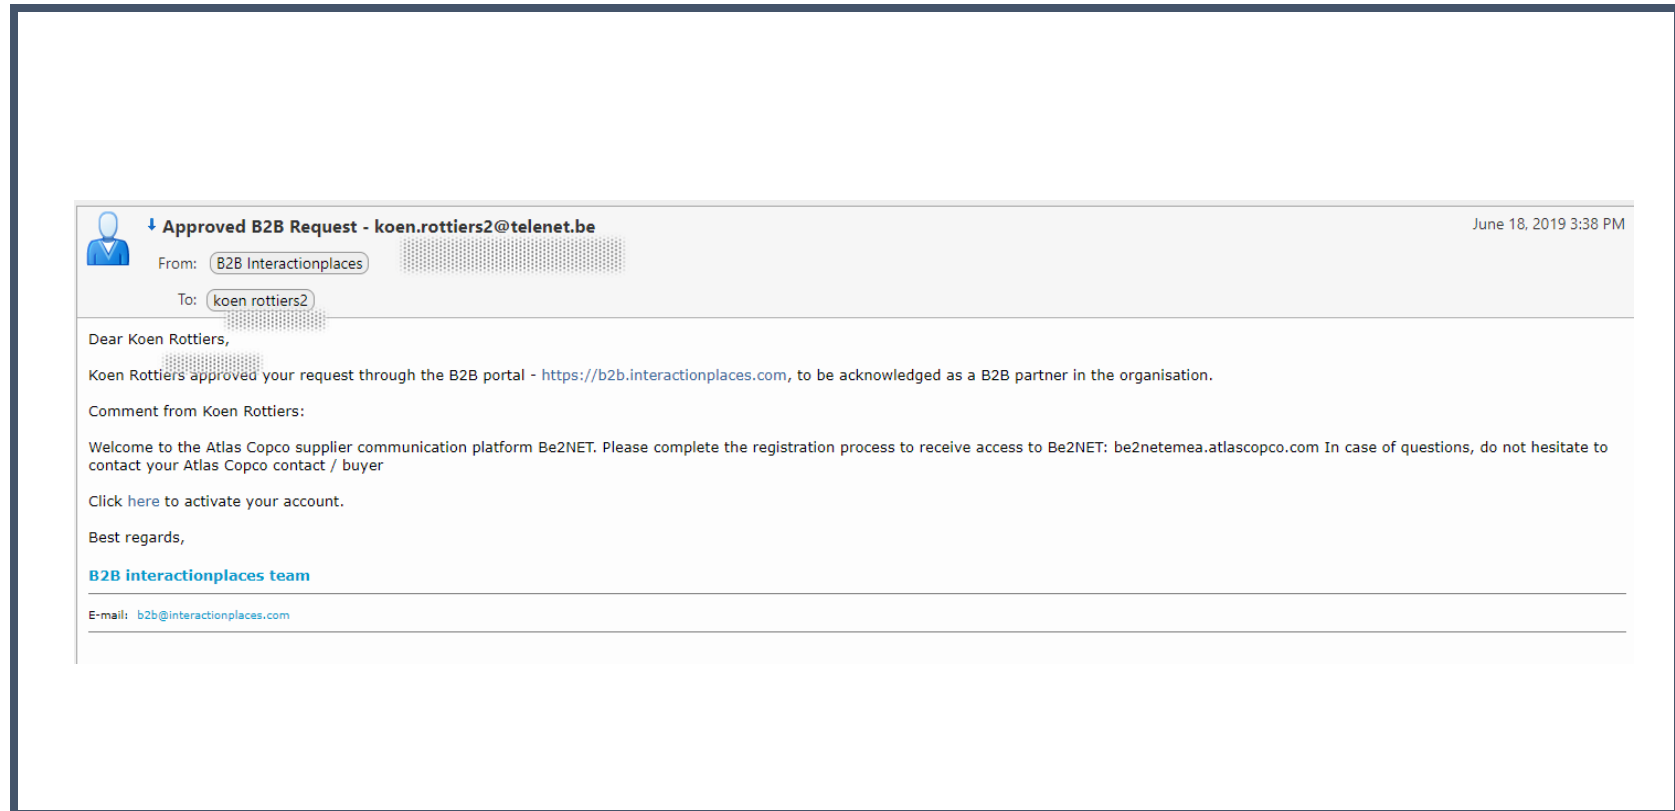 Approved B2B Request - koen.rottiers2@telenet.be
June 18, 2019 3:38 PM
From: B2B Interactionplaces
To: koen rottiers2
Dear Koen Rottiers,
Koen Rottiers approved your request through the B2B portal - https://b2b.interactionplaces.com, to be acknowledged as a B2B partner in the organisation.
Comment from Koen Rottiers:
Welcome to the Atlas Copco supplier communication platform Be2NET. Please complete the registration process to receive access to Be2NET: be2netemea.atlascopco.com In case of questions, do not hesitate to
contact your Atlas Copco contact / buyer
Click here to activate your account.
Best regards,
B2B interactionplaces team
E-mail: b2b@interactionplaces.com